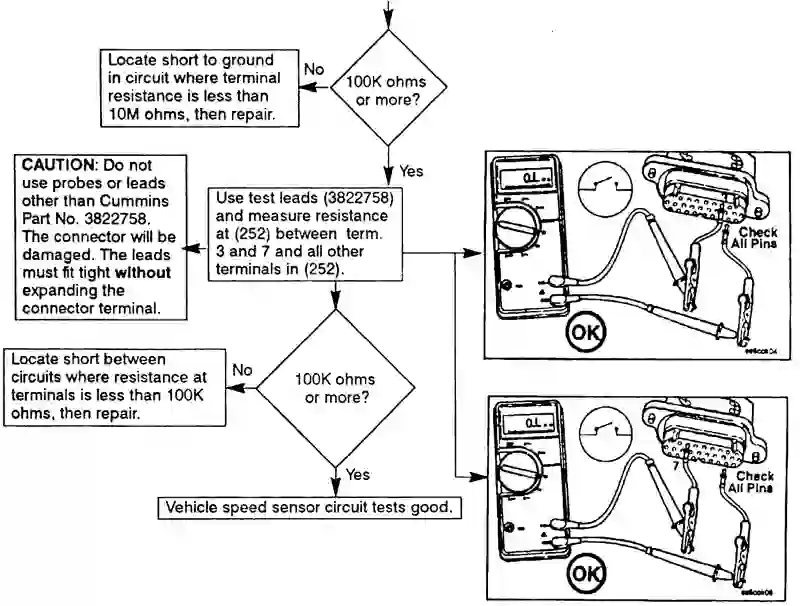 Locate short to ground
in circuit where terminal
resistance is less than
10M ohms, then repair.
No
100K ohms
or more?
Yes
CAUTION: Do not
use probes or leads
other than Cummins
Part No. 3822758.
The connector will be
damaged. The leads
must fit tight without
expanding the
connector terminal.
Use test leads (3822758)
and measure resistance
at (252) between term.
3 and 7 and all other
terminals in (252).
O.L
Check
All Pins
OK
Locate short between
circuits where resistance at
terminals is less than 100K
ohms, then repair.
No
100K ohms
or more?
Yes
Vehicle speed sensor circuit tests good.
O.L
7
Check
All Pins
OK